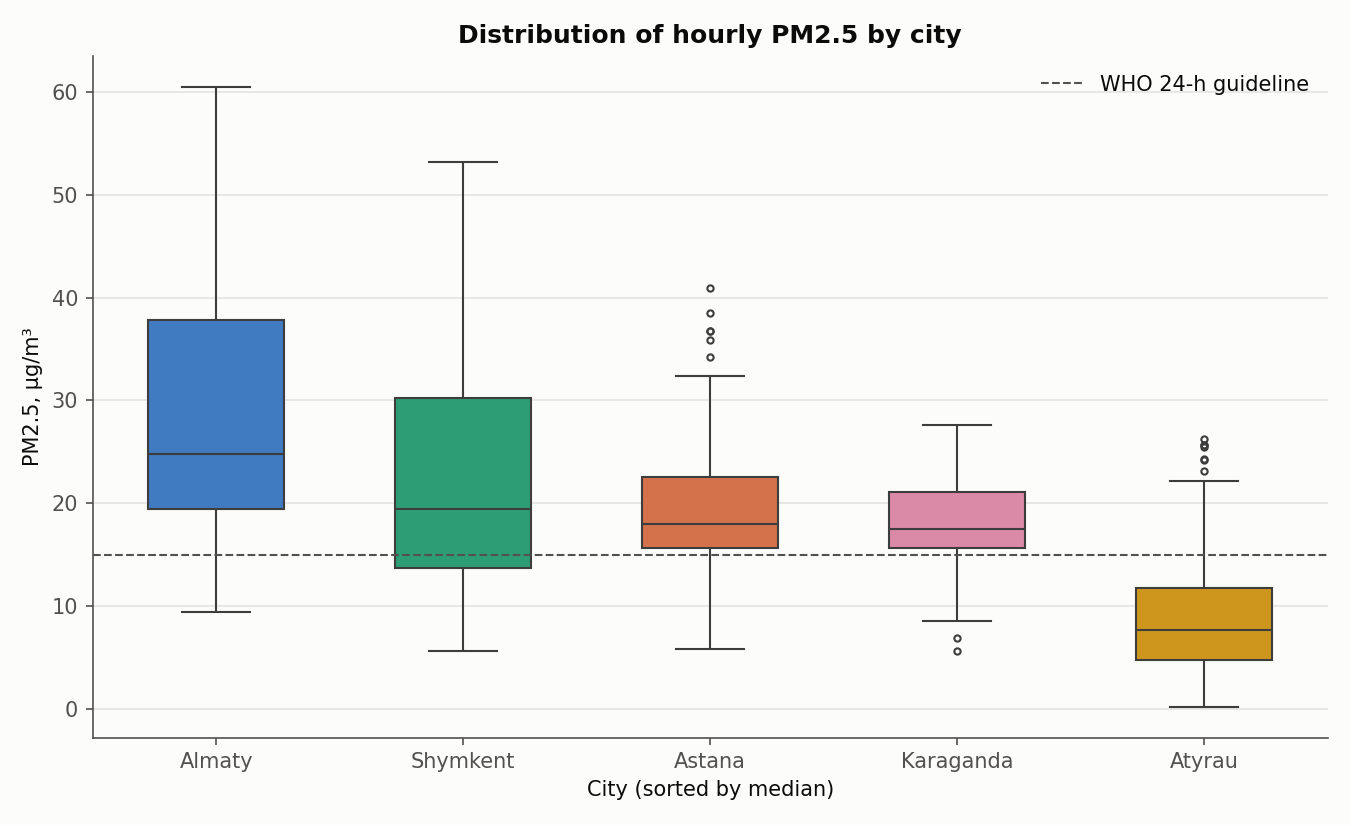 Distribution of hourly PM2.5 by city
WHO 24-h guideline
PM2.5, µg/m³
60
50
40
30
20
10
0
Almaty Shymkent Astana Karaganda Atyrau
City (sorted by median)